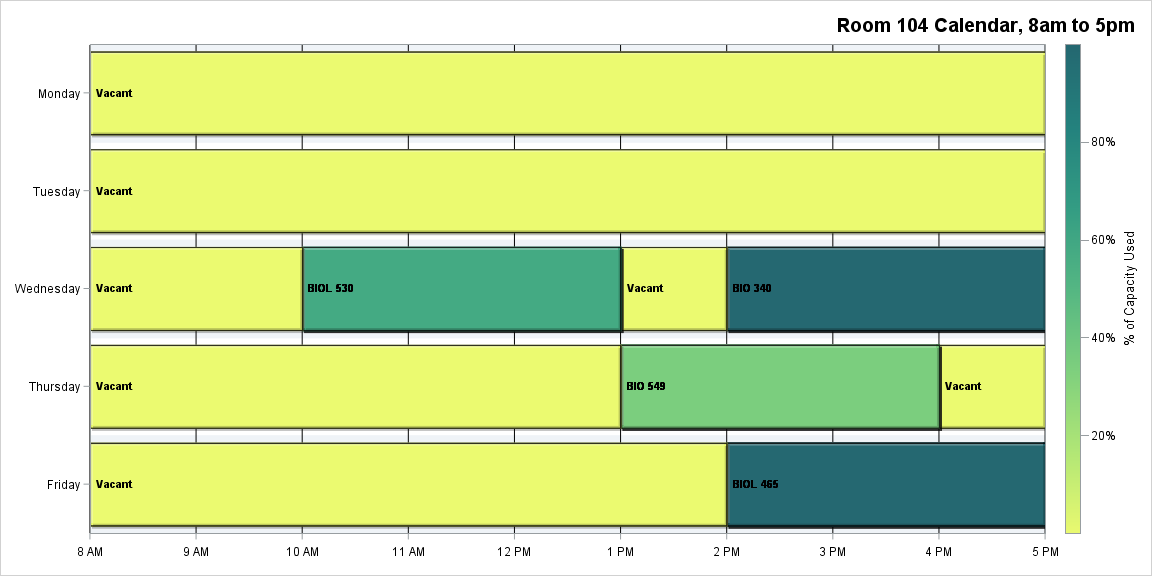 Room 104 Calendar, 8am to 5pm
Monday
Vacant
Tuesday
Vacant
Wednesday
Vacant
BIOL 530
Vacant
BIO 340
Thursday
Vacant
BIO 549
Vacant
Friday
Vacant
BIOL 465
8 AM
9 AM
10 AM
11 AM
12 PM
1 PM
2 PM
3 PM
4 PM
5 PM
80%
60%
40%
20%
% of Capacity Used